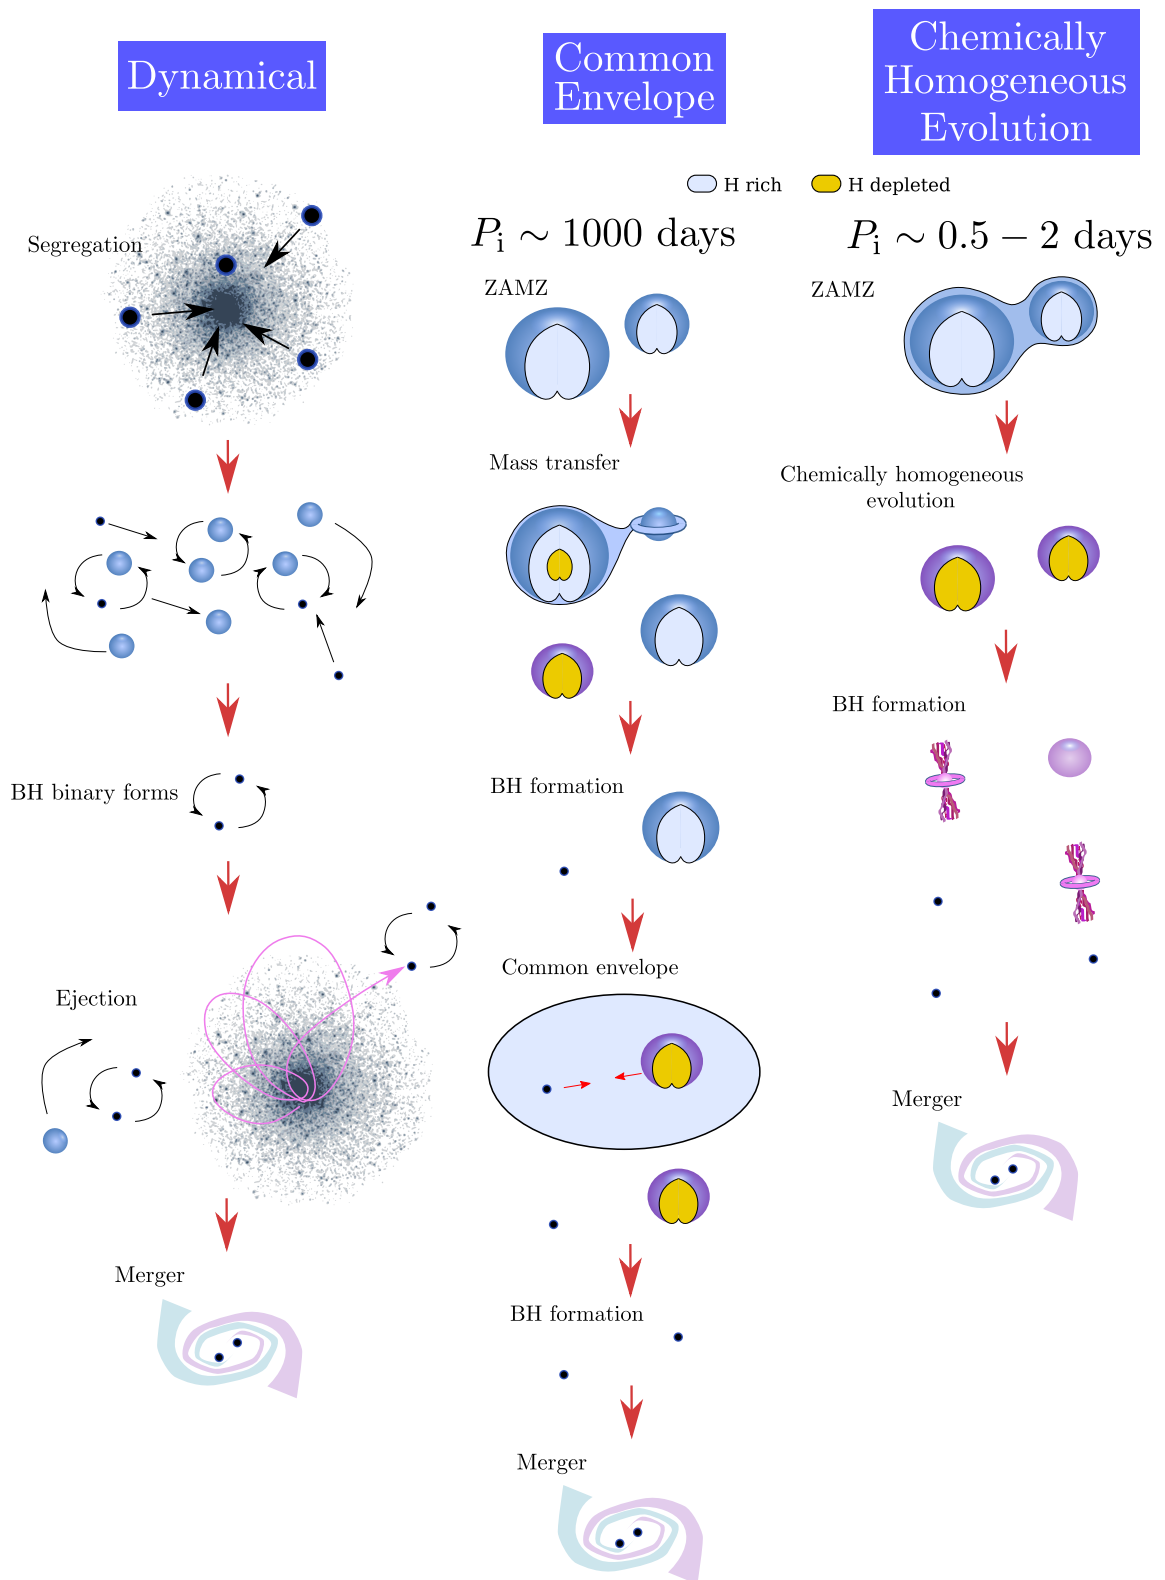 Dynamical
Segregation
BH binary forms
Ejection
Merger
Common
Envelope
H rich
H depleted
P_i ~ 1000 days
ZAMZ
Mass transfer
BH formation
Common envelope
BH formation
Merger
Chemically
Homogeneous
Evolution
P_i ~ 0.5 − 2 days
ZAMZ
Chemically homogeneous
evolution
BH formation
Merger